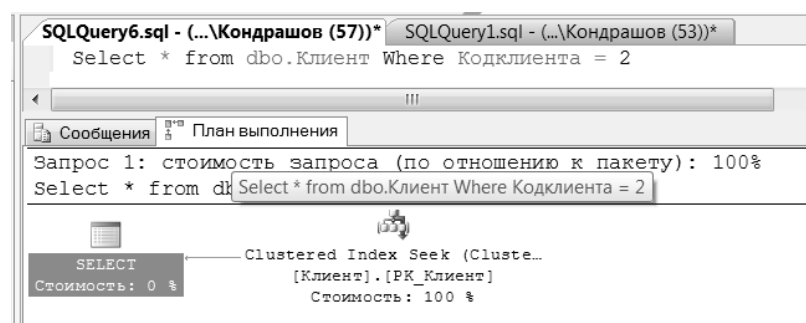 SQLQuery6.sql - (...\Кондрашов (57))* SQLQuery1.sql - (...\Кондрашов (53))*
Select * from dbo.Клиент Where Кодклиента = 2
Сообщения План выполнения
Запрос 1: стоимость запроса (по отношению к пакету): 100%
Select * from db
Select * from dbo.Клиент Where Кодклиента = 2
SELECT
Стоимость: 0 %
Clustered Index Seek (Cluste…
[Клиент].[PK_Клиент]
Стоимость: 100 %